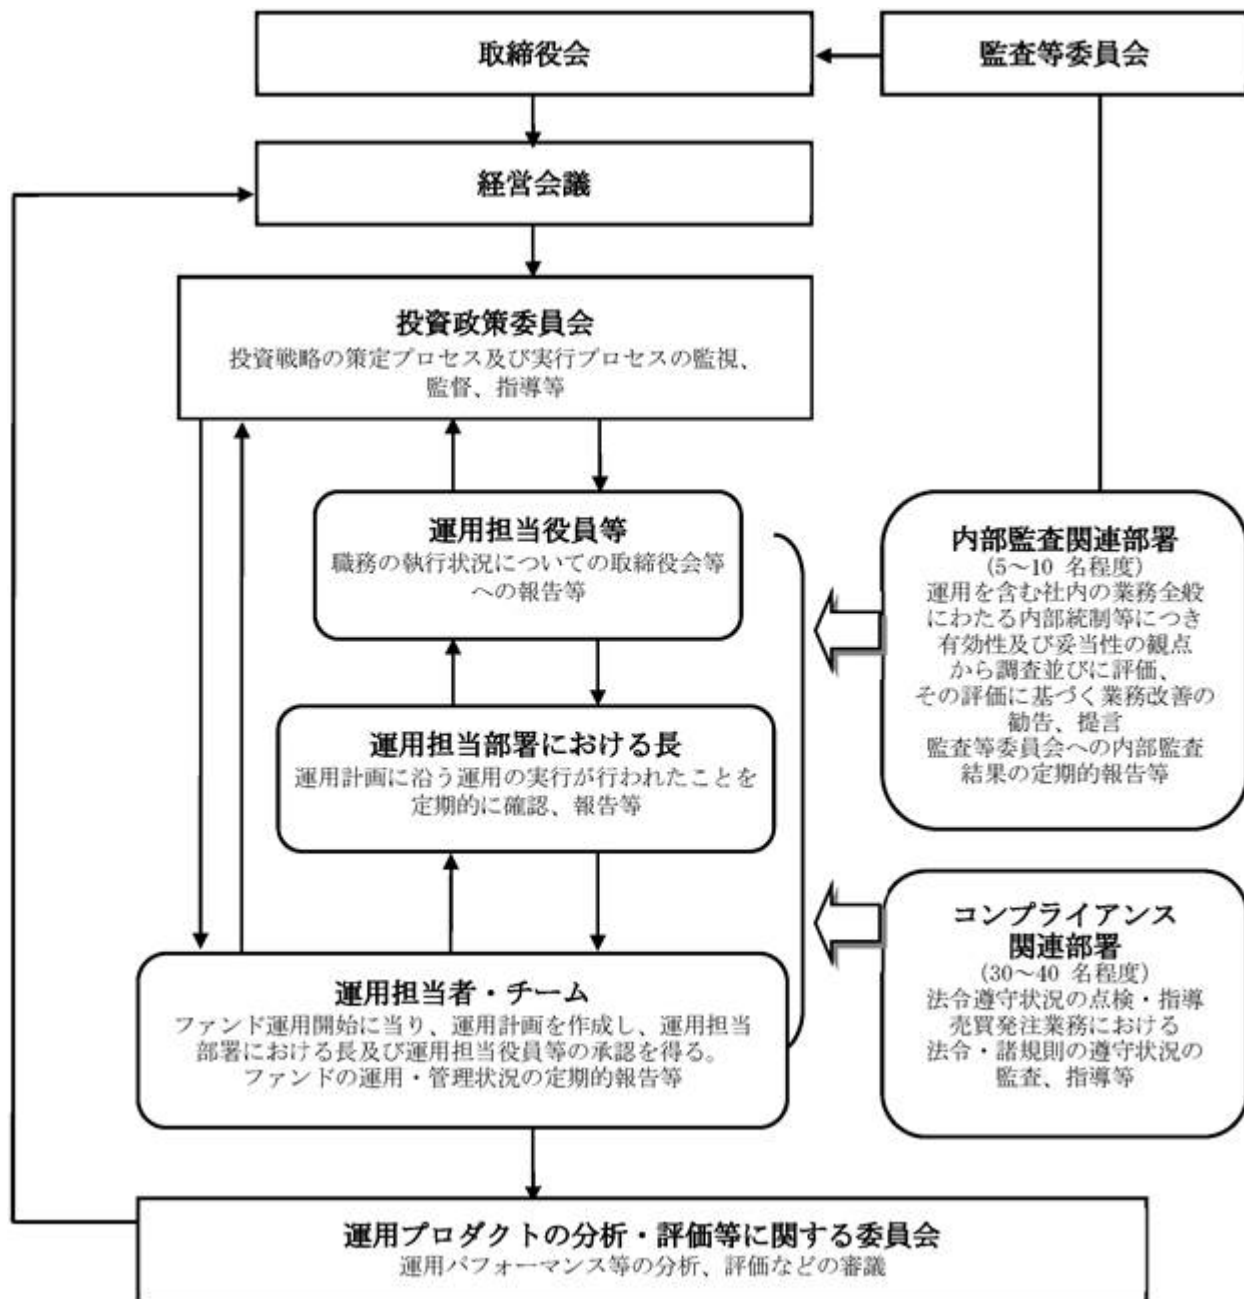 取締役会
監査等委員会
経営会議
投資政策委員会
投資戦略の策定プロセス及び実行プロセスの監視、
監督、指導等
運用担当役員等
職務の執行状況についての取締役会等
への報告等
運用担当部署における長
運用計画に沿う運用の実行が行われたことを
定期的に確認、報告等
運用担当者・チーム
ファンド運用開始に当り、運用計画を作成し、運用担当
部署における長及び運用担当役員等の承認を得る。
ファンドの運用・管理状況の定期的報告等
内部監査関連部署
(5～10 名程度)
運用を含む社内の業務全般
にわたる内部統制等につき
有効性及び妥当性の観点
から調査並びに評価、
その評価に基づく業務改善の
勧告、提言
監査等委員会への内部監査
結果の定期的報告等
コンプライアンス
関連部署
(30～40 名程度)
法令遵守状況の点検・指導
売買発注業務における
法令・諸規則の遵守状況の
監査、指導等
運用プロダクトの分析・評価等に関する委員会
運用パフォーマンス等の分析、評価などの審議